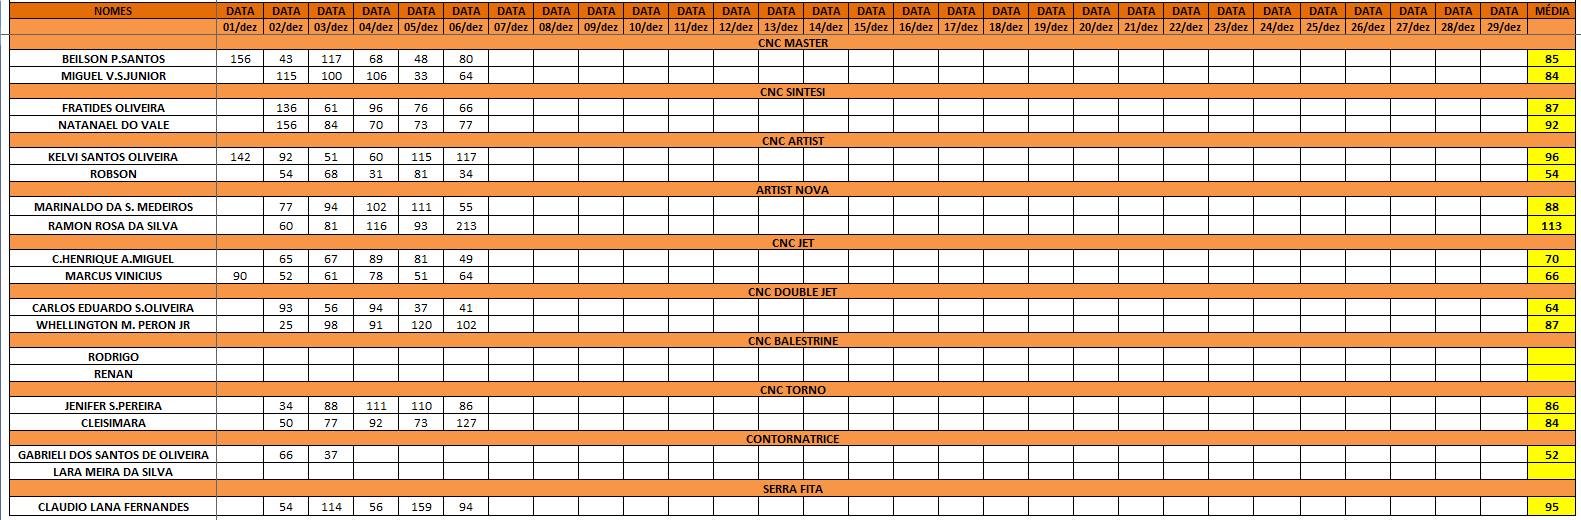 NOMES DATA DATA DATA DATA DATA DATA DATA DATA DATA DATA DATA DATA DATA DATA DATA DATA DATA DATA DATA DATA DATA DATA DATA DATA DATA DATA DATA DATA DATA MÉDIA
01/dez 02/dez 03/dez 04/dez 05/dez 06/dez 07/dez 08/dez 09/dez 10/dez 11/dez 12/dez 13/dez 14/dez 15/dez 16/dez 17/dez 18/dez 19/dez 20/dez 21/dez 22/dez 23/dez 24/dez 25/dez 26/dez 27/dez 28/dez 29/dez
CNC MASTER
BEILSON P.SANTOS 156 43 117 68 48 80 85
MIGUEL V.S.JUNIOR 115 100 106 33 64 84
CNC SINTESI
FRATIDES OLIVEIRA 136 61 96 76 66 87
NATANAEL DO VALE 156 84 70 73 77 92
CNC ARTIST
KELVI SANTOS OLIVEIRA 142 92 51 60 115 117 96
ROBSON 54 68 31 81 34 54
ARTIST NOVA
MARINALDO DA S. MEDEIROS 77 94 102 111 55 88
RAMON ROSA DA SILVA 60 81 116 93 213 113
CNC JET
C.HENRIQUE A.MIGUEL 65 67 89 81 49 70
MARCUS VINICIUS 90 52 61 78 51 64 66
CNC DOUBLE JET
CARLOS EDUARDO S.OLIVEIRA 93 56 94 37 41 64
WHELLINGTON M. PERON JR 25 98 91 120 102 87
CNC BALESTRINE
RODRIGO
RENAN
CNC TORNO
JENIFER S.PEREIRA 34 88 111 110 86 86
CLEISIMARA 50 77 92 73 127 84
CONTORNATRICE
GABRIELI DOS SANTOS DE OLIVEIRA 66 37 52
LARA MEIRA DA SILVA
SERRA FITA
CLAUDIO LANA FERNANDES 54 114 56 159 94 95